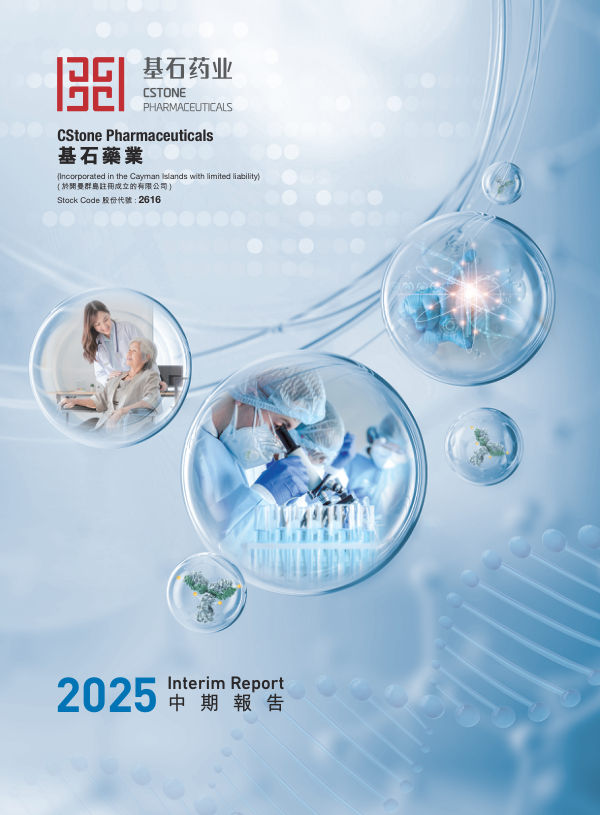 基石药业
CSTONE
PHARMACEUTICALS
CStone Pharmaceuticals
基石藥業
(Incorporated in the Cayman Islands with limited liability)
( 於開曼群島註冊成立的有限公司 )
Stock Code 股份代號 : 2616
2025 Interim Report
中期報告